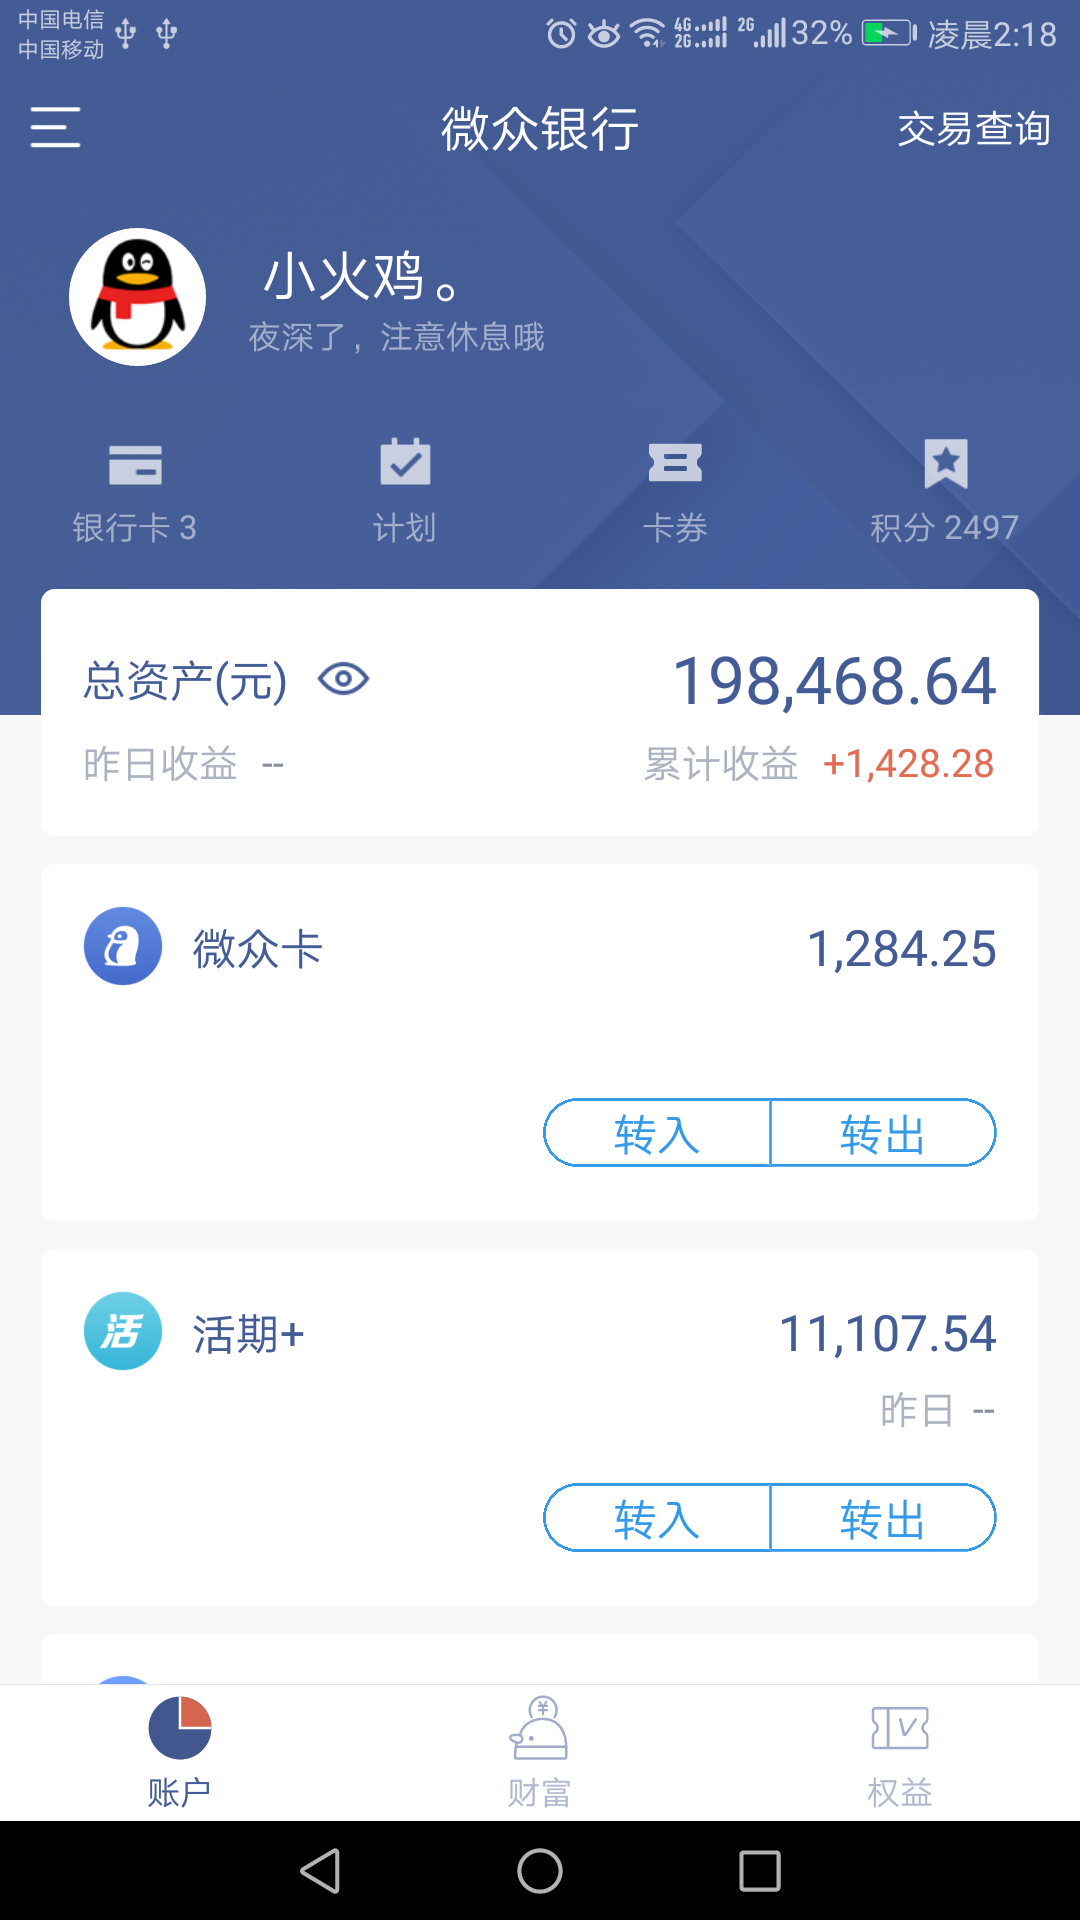 中国电信
中国移动
4G 2G 2G 32% 凌晨2:18
微众银行 交易查询
小火鸡。
夜深了，注意休息哦
银行卡 3 计划 卡券 积分 2497
总资产(元) 198,468.64
昨日收益 -- 累计收益 +1,428.28
微众卡 1,284.25
转入 转出
活 活期+ 11,107.54
昨日 --
转入 转出
账户 财富 权益